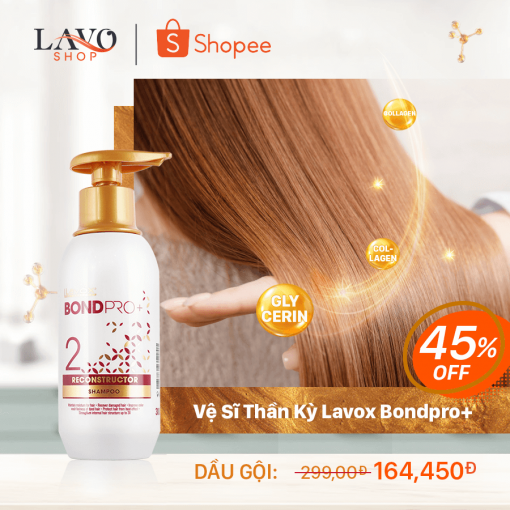 LAVO
SHOP
S Shopee
COLLAGEN
COL-
LAGEN
GLY
CERIN
BONDPRO+
2
RECONSTRUCTOR
SHAMPOO
45%
OFF
Vệ Sĩ Thần Kỳ Lavox Bondpro+
DẦU GỘI: 299,00Đ 164,450Đ